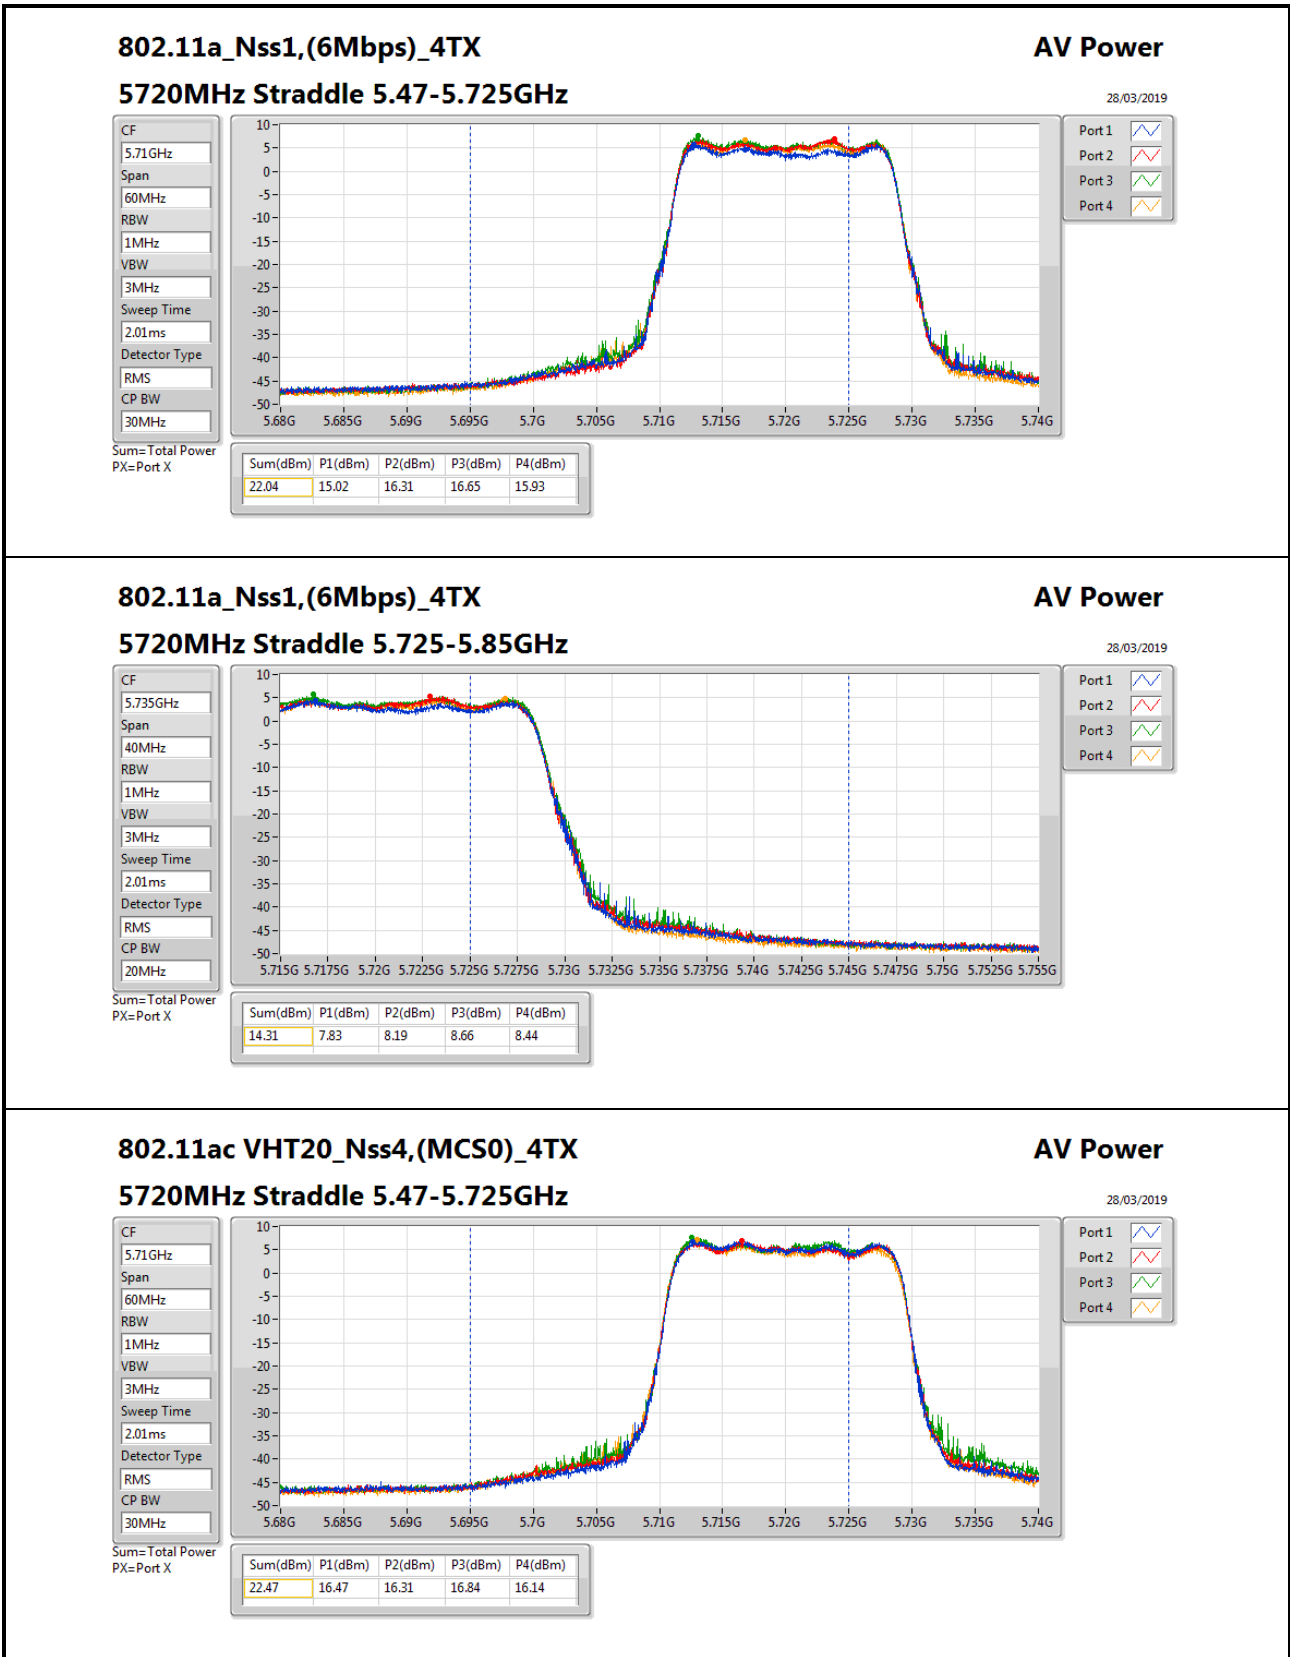 802.11a_Nss1,(6Mbps)_4TX
AV Power
5720MHz Straddle 5.47-5.725GHz
28/03/2019
CF
5.71GHz
Span
60MHz
RBW
1MHz
VBW
3MHz
Sweep Time
2.01ms
Detector Type
RMS
CP BW
30MHz
Sum=Total Power
PX=Port X
10
5
0
-5
-10
-15
-20
-25
-30
-35
-40
-45
-50
5.68G 5.685G 5.69G 5.695G 5.7G 5.705G 5.71G 5.715G 5.72G 5.725G 5.73G 5.735G 5.74G
Port 1
Port 2
Port 3
Port 4
Sum(dBm) P1(dBm) P2(dBm) P3(dBm) P4(dBm)
22.04 15.02 16.31 16.65 15.93
802.11a_Nss1,(6Mbps)_4TX
AV Power
5720MHz Straddle 5.725-5.85GHz
28/03/2019
CF
5.735GHz
Span
40MHz
RBW
1MHz
VBW
3MHz
Sweep Time
2.01ms
Detector Type
RMS
CP BW
20MHz
Sum=Total Power
PX=Port X
10
5
0
-5
-10
-15
-20
-25
-30
-35
-40
-45
-50
5.715G 5.7175G 5.72G 5.7225G 5.725G 5.7275G 5.73G 5.7325G 5.735G 5.7375G 5.74G 5.7425G 5.745G 5.7475G 5.75G 5.7525G 5.755G
Port 1
Port 2
Port 3
Port 4
Sum(dBm) P1(dBm) P2(dBm) P3(dBm) P4(dBm)
14.31 7.83 8.19 8.66 8.44
802.11ac VHT20_Nss4,(MCS0)_4TX
AV Power
5720MHz Straddle 5.47-5.725GHz
28/03/2019
CF
5.71GHz
Span
60MHz
RBW
1MHz
VBW
3MHz
Sweep Time
2.01ms
Detector Type
RMS
CP BW
30MHz
Sum=Total Power
PX=Port X
10
5
0
-5
-10
-15
-20
-25
-30
-35
-40
-45
-50
5.68G 5.685G 5.69G 5.695G 5.7G 5.705G 5.71G 5.715G 5.72G 5.725G 5.73G 5.735G 5.74G
Port 1
Port 2
Port 3
Port 4
Sum(dBm) P1(dBm) P2(dBm) P3(dBm) P4(dBm)
22.47 16.47 16.31 16.84 16.14